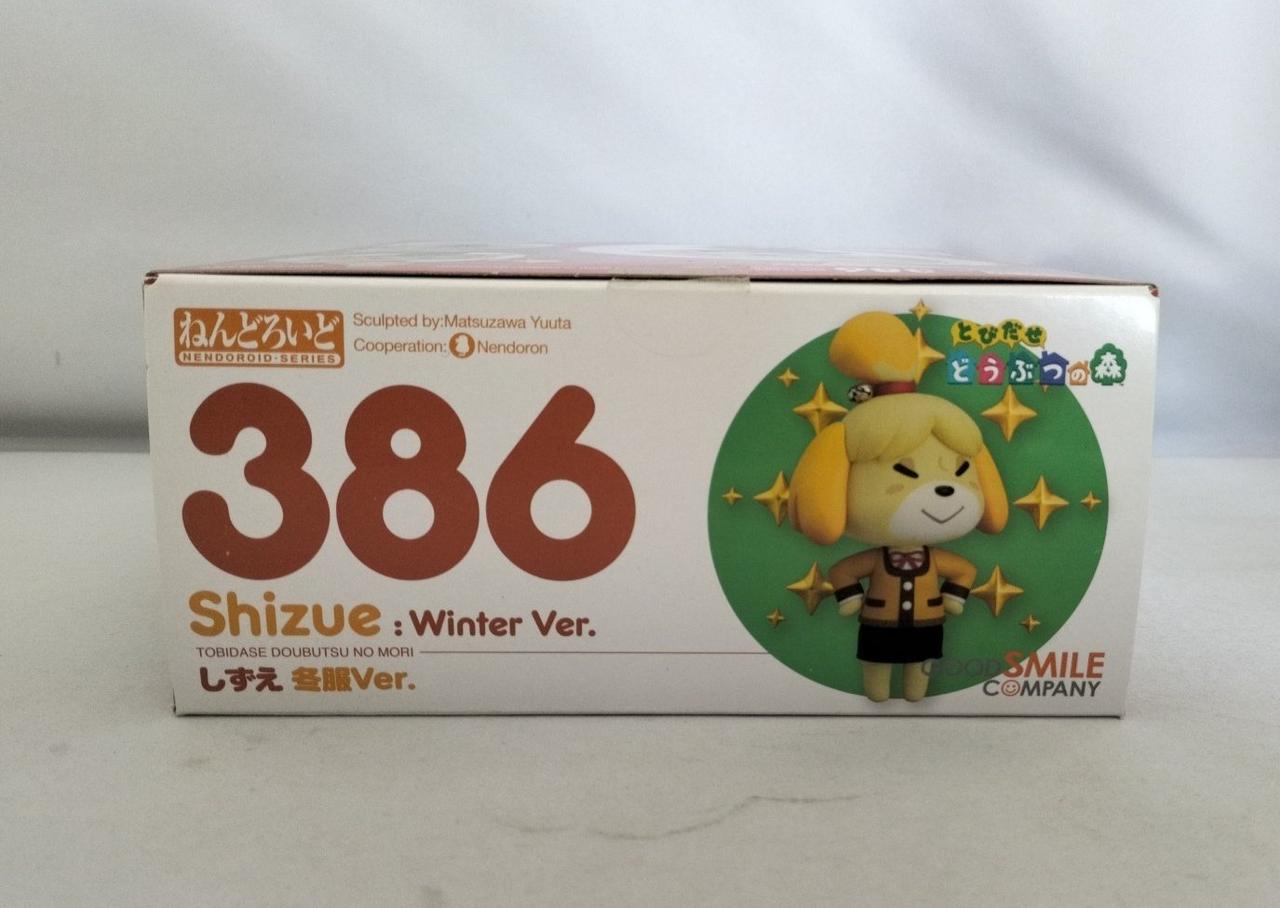 ねんどろいど
NENDOROID·SERIES
Sculpted by:Matsuzawa Yuuta
Cooperation: Nendoron
386
Shizue : Winter Ver.
TOBIDASE DOUBUTSU NO MORI
しずえ 冬服Ver.
とびだせ
どうぶつの森
GOODSMILE
COMPANY